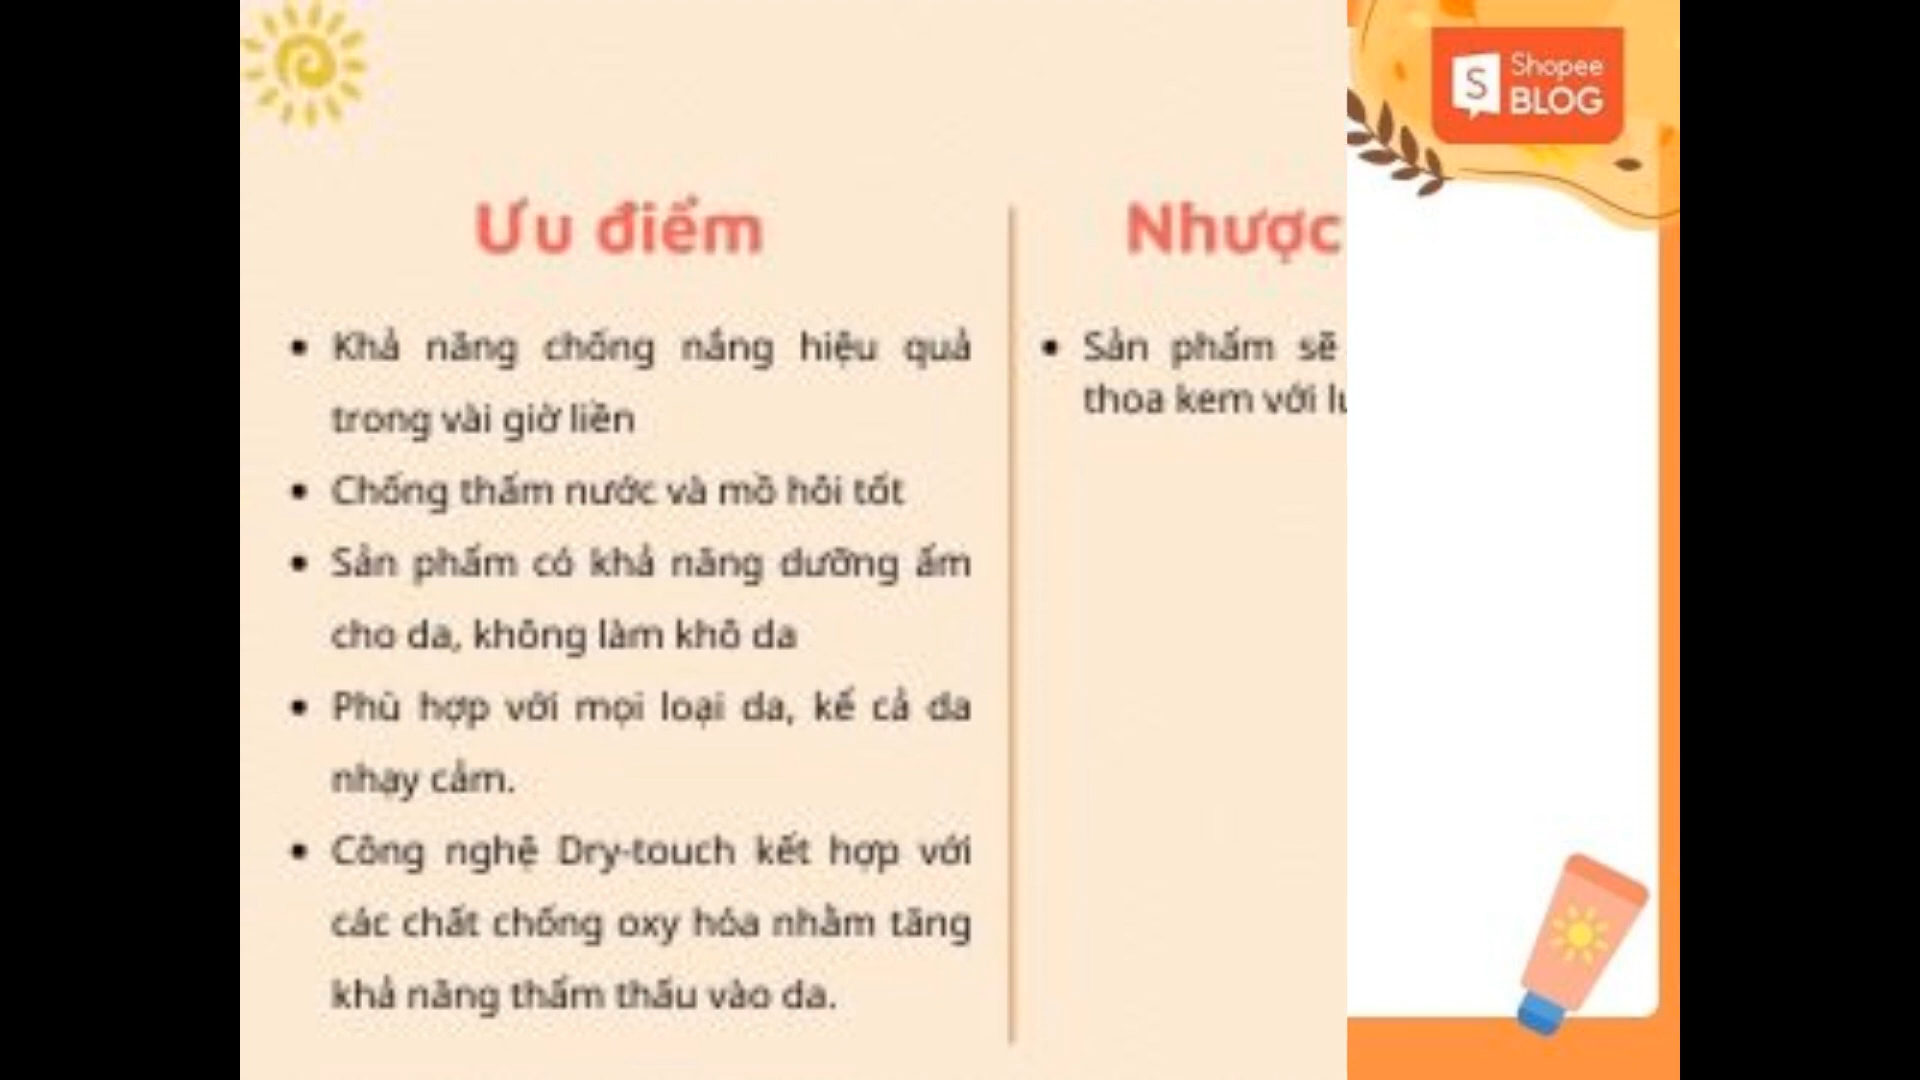 Shopee
BLOG
Ưu điểm
Khả năng chống nắng hiệu quả
trong vài giờ liền
Chống thấm nước và mồ hôi tốt
Sản phẩm có khả năng dưỡng ẩm
cho da, không làm khô da
Phù hợp với mọi loại da, kể cả da
nhạy cảm.
Công nghệ Dry-touch kết hợp với
các chất chống oxy hóa nhằm tăng
khả năng thẩm thấu vào da.
Nhược
Sản phẩm sẽ
thoa kem với